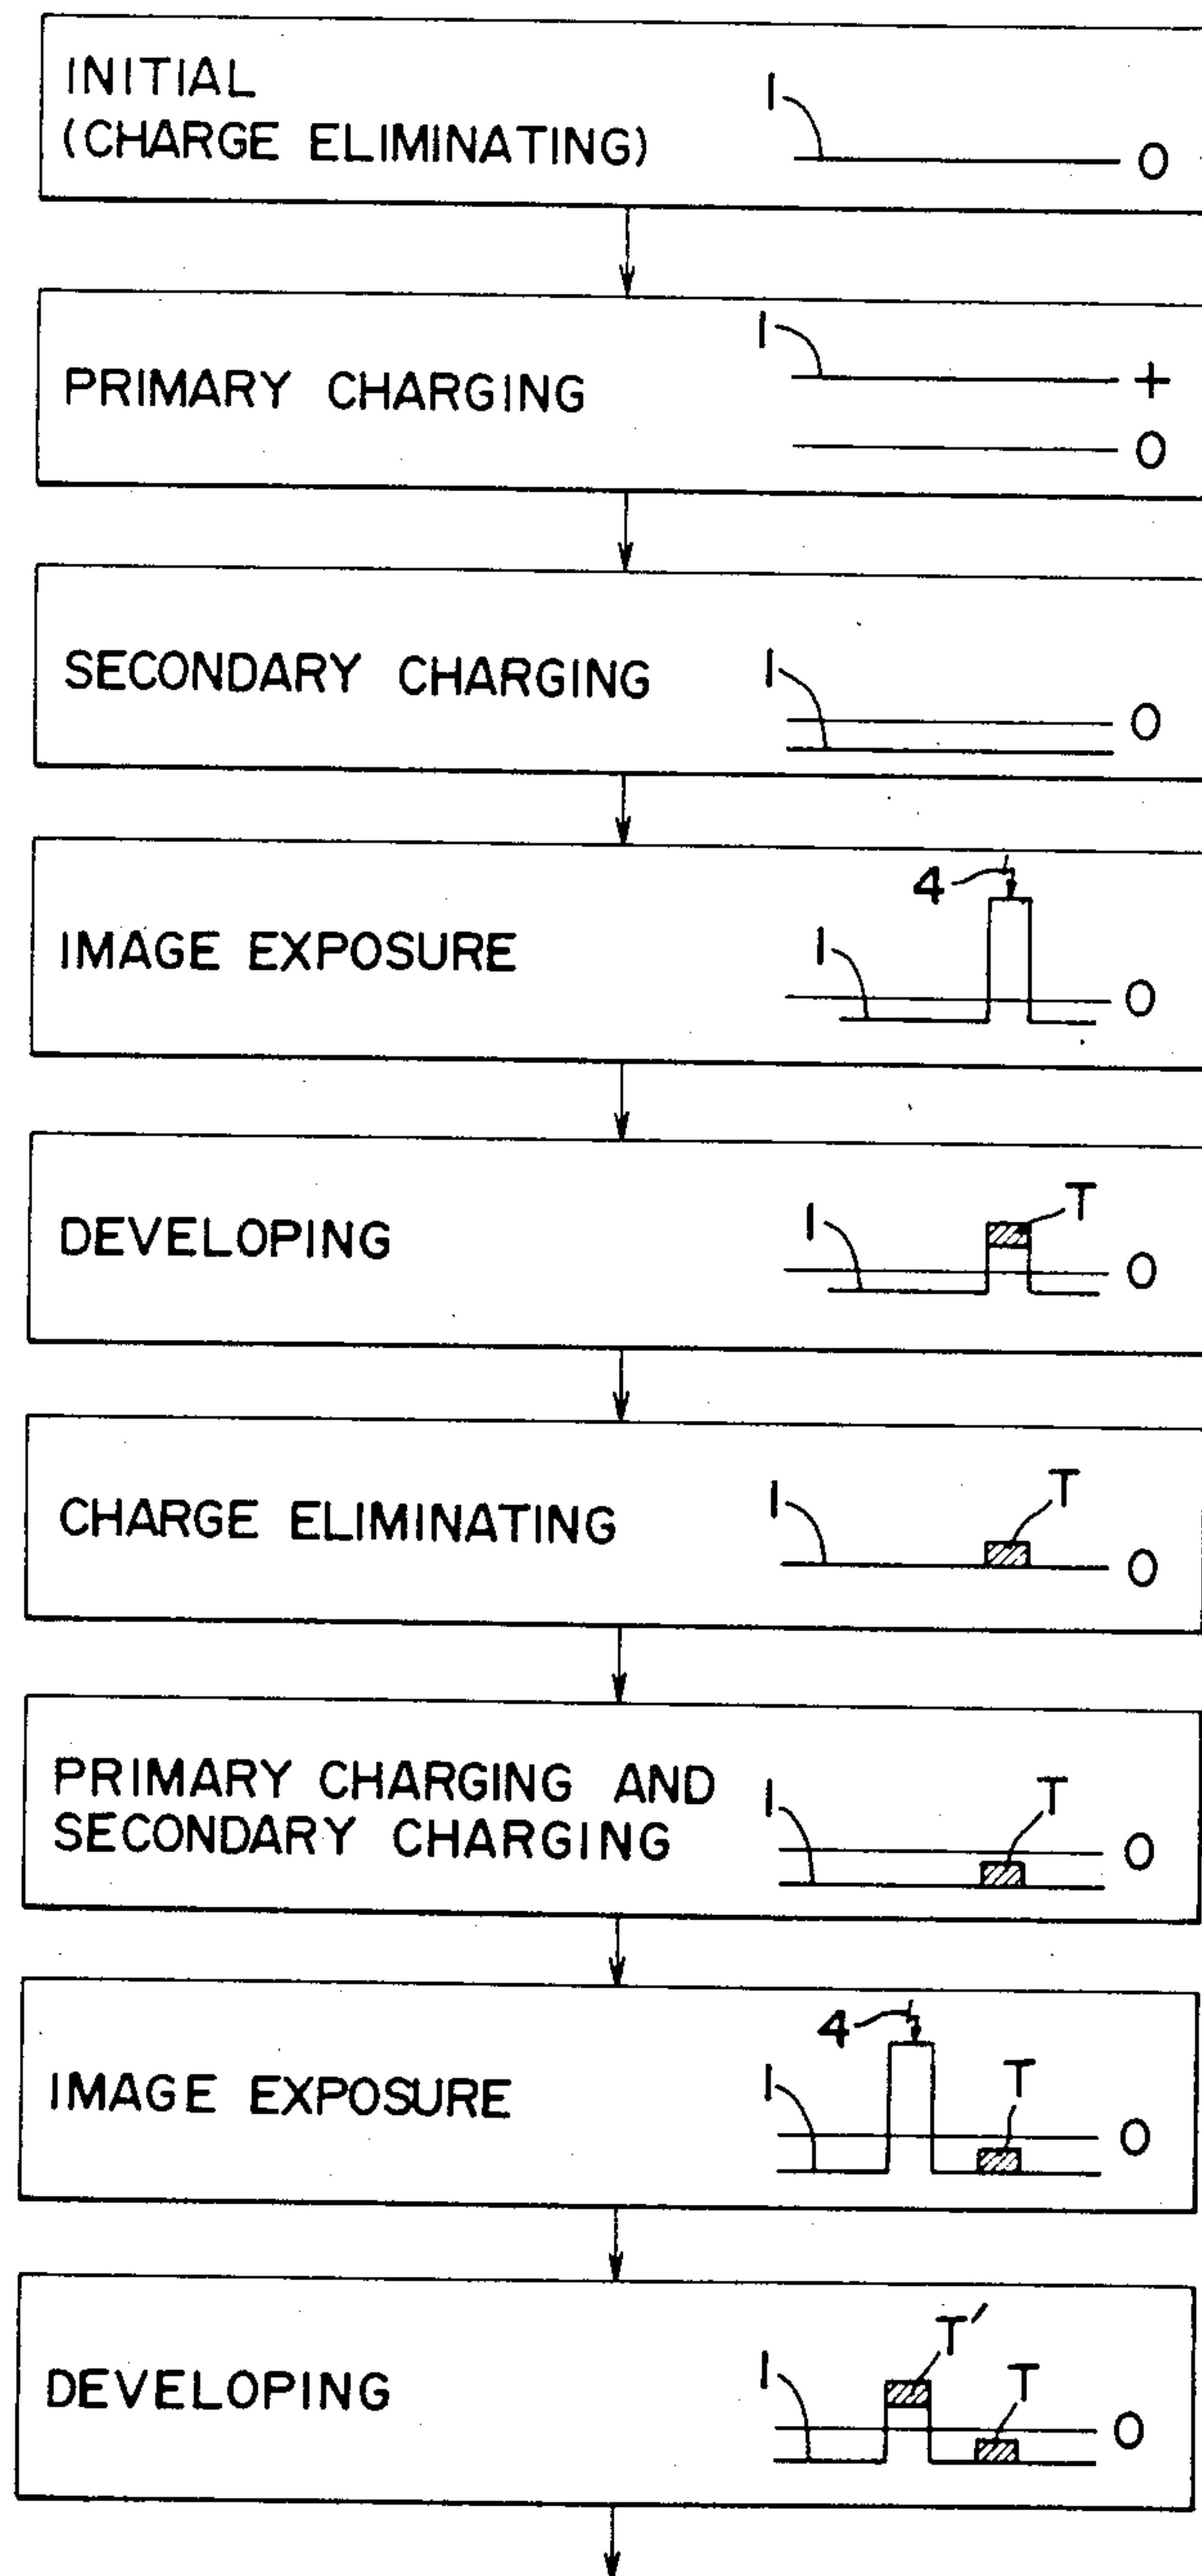 INITIAL
(CHARGE ELIMINATING)
1
0
PRIMARY CHARGING
1
+
0
SECONDARY CHARGING
1
0
IMAGE EXPOSURE
4
1
0
DEVELOPING
1
T
0
CHARGE ELIMINATING
1
T
0
PRIMARY CHARGING AND
SECONDARY CHARGING
1
T
0
IMAGE EXPOSURE
4
1
T
0
DEVELOPING
1
T′
T
0